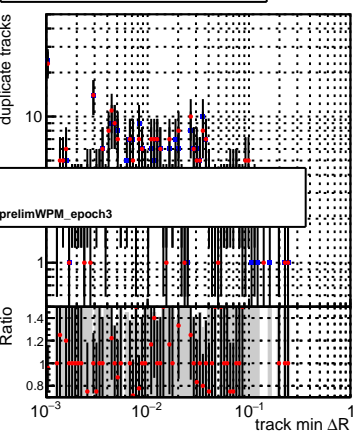 duplicate tracks
10
prelimWPM_epoch3
1
Ratio
1.4
1.2
1
0.8
10⁻³ 10⁻² 10⁻¹ 1
track min ΔR